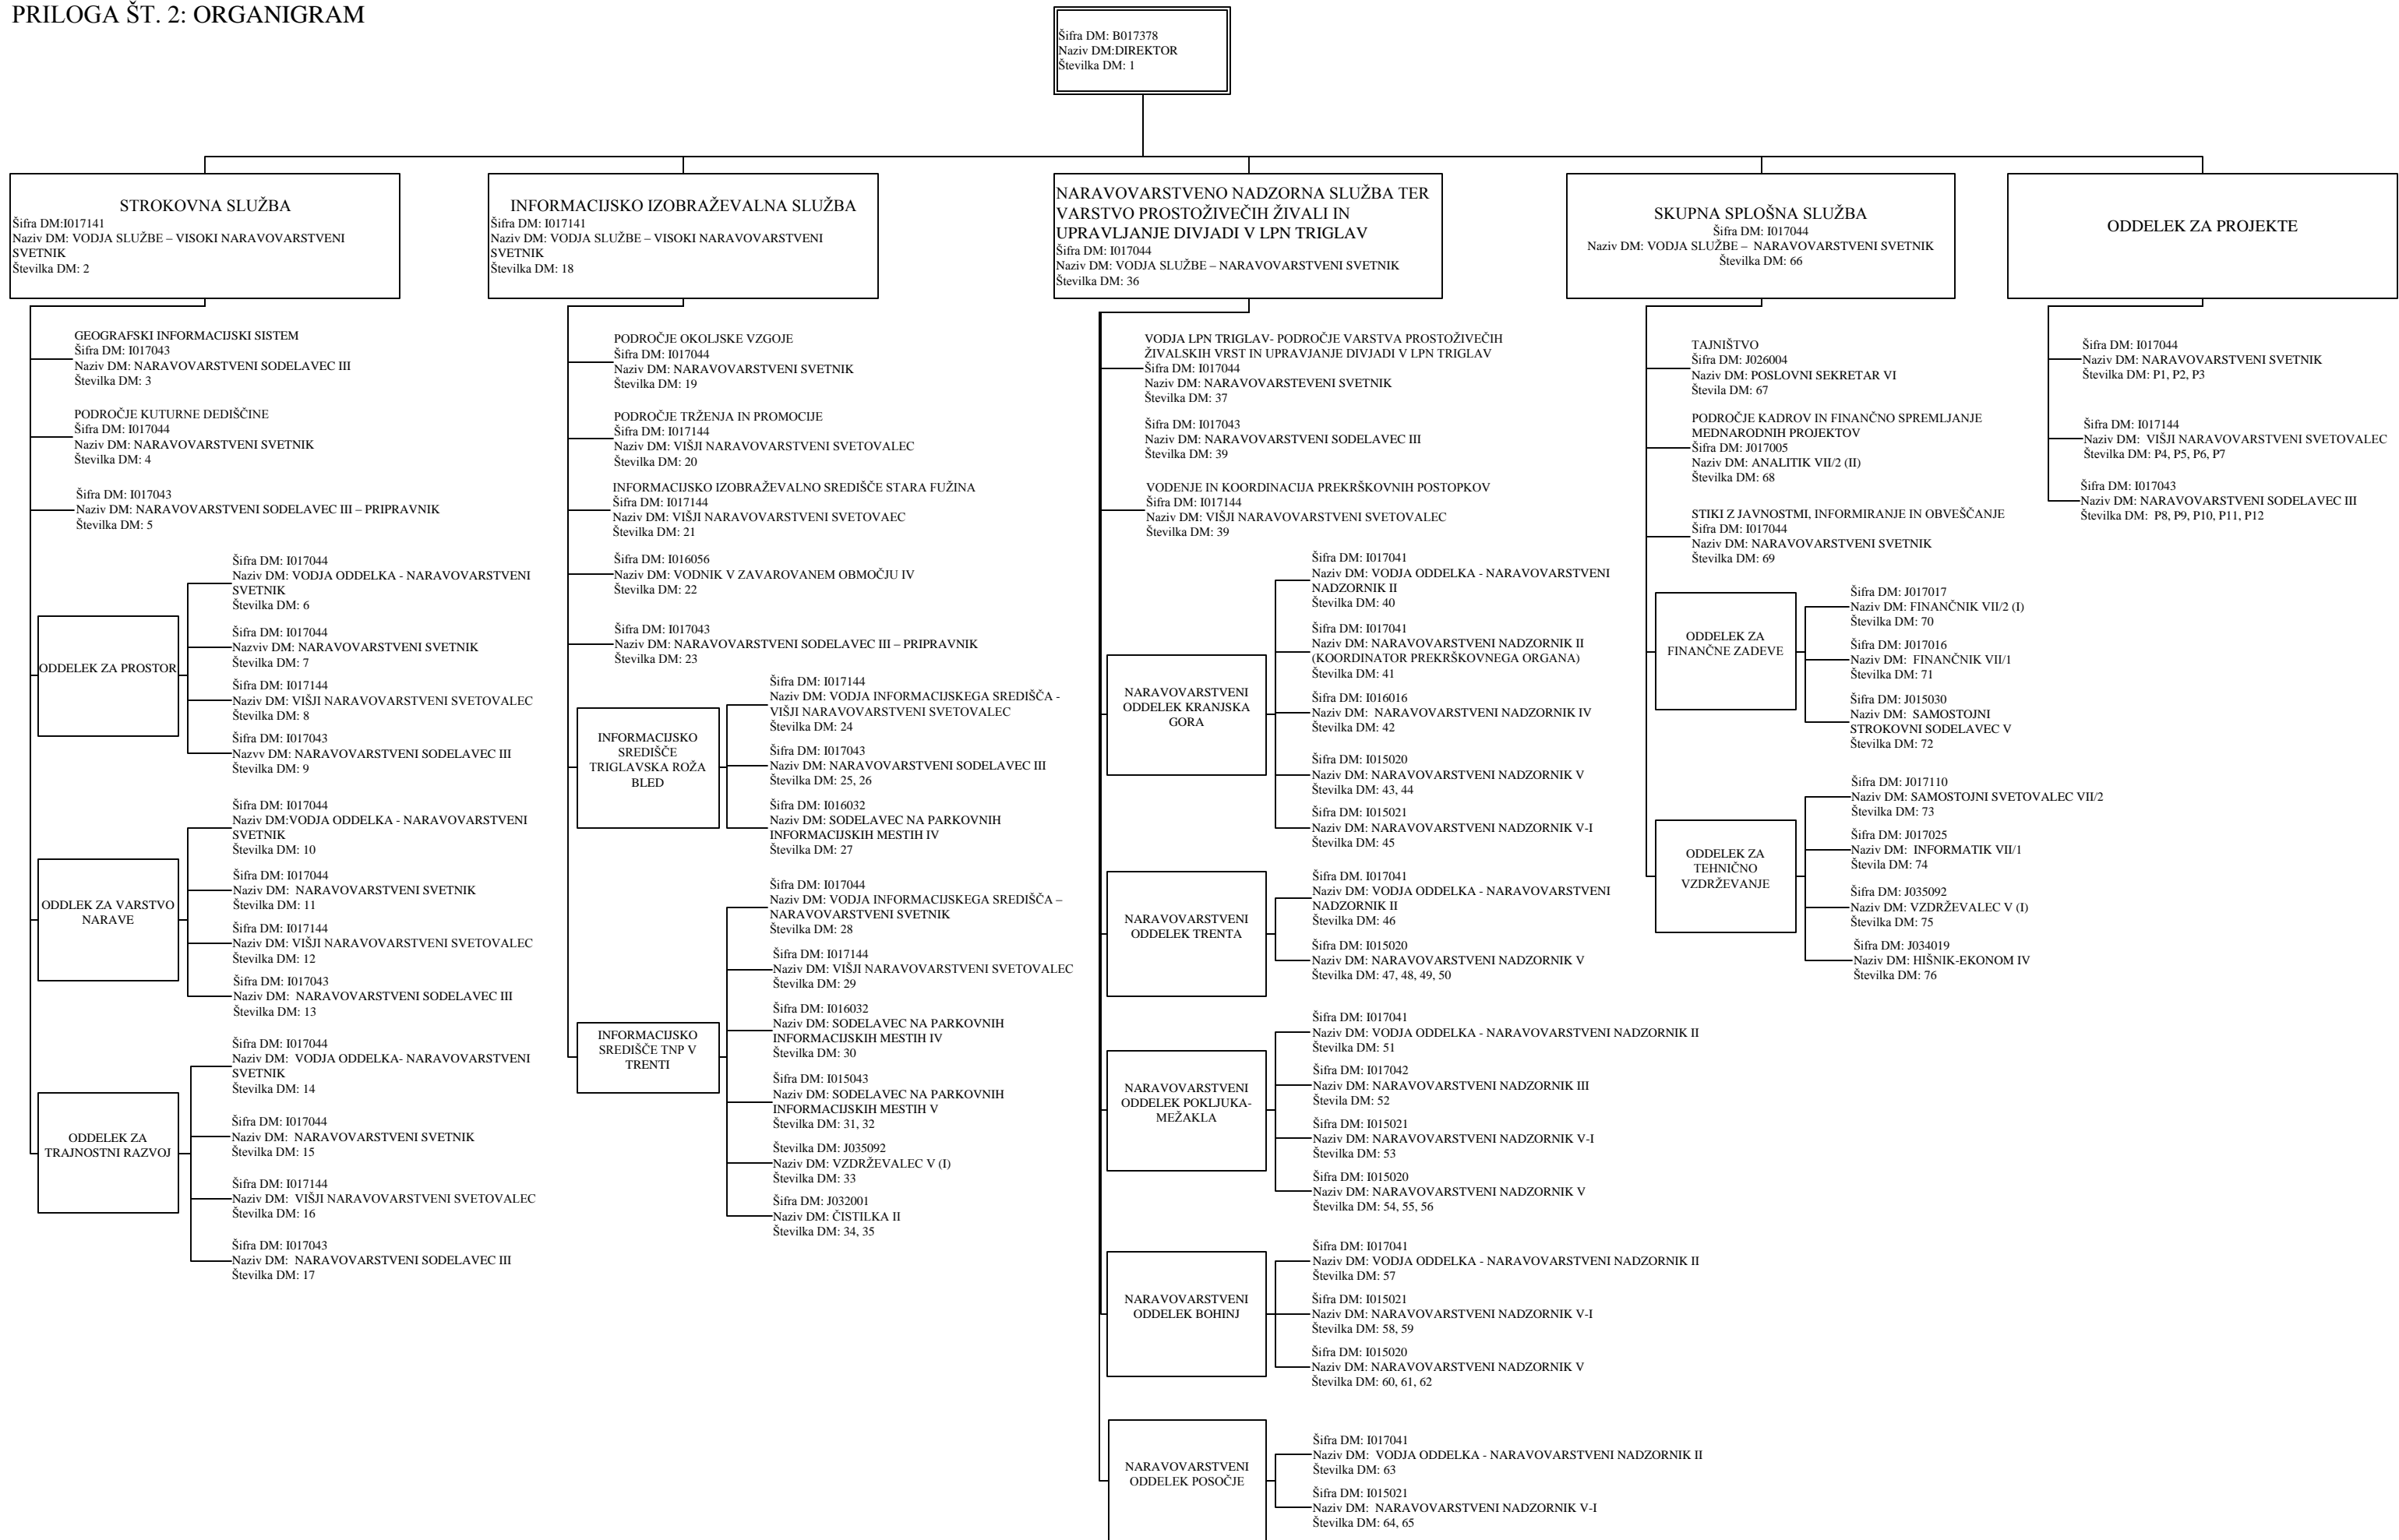 PRILOGA ŠT. 2: ORGANIGRAM
Šifra DM: B017378
Naziv DM:DIREKTOR
Številka DM: 1
STROKOVNA SLUŽBA
Šifra DM:I017141
Naziv DM: VODJA SLUŽBE – VISOKI NARAVOVARSTVENI
SVETNIK
Številka DM: 2
GEOGRAFSKI INFORMACIJSKI SISTEM
Šifra DM: I017043
Naziv DM: NARAVOVARSTVENI SODELAVEC III
Številka DM: 3
PODROČJE KUTURNE DEDIŠČINE
Šifra DM: I017044
Naziv DM: NARAVOVARSTVENI SVETNIK
Številka DM: 4
Šifra DM: I017043
Naziv DM: NARAVOVARSTVENI SODELAVEC III – PRIPRAVNIK
Številka DM: 5
ODDELEK ZA PROSTOR
Šifra DM: I017044
Naziv DM: VODJA ODDELKA - NARAVOVARSTVENI
SVETNIK
Številka DM: 6
Šifra DM: I017044
Nazviv DM: NARAVOVARSTVENI SVETNIK
Številka DM: 7
Šifra DM: I017144
Naziv DM: VIŠJI NARAVOVARSTVENI SVETOVALEC
Številka DM: 8
Šifra DM: I017043
Nazvv DM: NARAVOVARSTVENI SODELAVEC III
Številka DM: 9
ODDLEK ZA VARSTVO
NARAVE
Šifra DM: I017044
Naziv DM:VODJA ODDELKA - NARAVOVARSTVENI
SVETNIK
Številka DM: 10
Šifra DM: I017044
Naziv DM: NARAVOVARSTVENI SVETNIK
Številka DM: 11
Šifra DM: I017144
Naziv DM: VIŠJI NARAVOVARSTVENI SVETOVALEC
Številka DM: 12
Šifra DM: I017043
Naziv DM: NARAVOVARSTVENI SODELAVEC III
Številka DM: 13
ODDELEK ZA
TRAJNOSTNI RAZVOJ
Šifra DM: I017044
Naziv DM: VODJA ODDELKA- NARAVOVARSTVENI
SVETNIK
Številka DM: 14
Šifra DM: I017044
Naziv DM: NARAVOVARSTVENI SVETNIK
Številka DM: 15
Šifra DM: I017144
Naziv DM: VIŠJI NARAVOVARSTVENI SVETOVALEC
Številka DM: 16
Šifra DM: I017043
Naziv DM: NARAVOVARSTVENI SODELAVEC III
Številka DM: 17
INFORMACIJSKO IZOBRAŽEVALNA SLUŽBA
Šifra DM: I017141
Naziv DM: VODJA SLUŽBE – VISOKI NARAVOVARSTVENI
SVETNIK
Številka DM: 18
PODROČJE OKOLJSKE VZGOJE
Šifra DM: I017044
Naziv DM: NARAVOVARSTVENI SVETNIK
Številka DM: 19
PODROČJE TRŽENJA IN PROMOCIJE
Šifra DM: I017144
Naziv DM: VIŠJI NARAVOVARSTVENI SVETOVALEC
Številka DM: 20
INFORMACIJSKO IZOBRAŽEVALNO SREDIŠČE STARA FUŽINA
Šifra DM: I017144
Naziv DM: VIŠJI NARAVOVARSTVENI SVETOVAEC
Številka DM: 21
Šifra DM: I016056
Naziv DM: VODNIK V ZAVAROVANEM OBMOČJU IV
Številka DM: 22
Šifra DM: I017043
Naziv DM: NARAVOVARSTVENI SODELAVEC III – PRIPRAVNIK
Številka DM: 23
INFORMACIJSKO
SREDIŠČE
TRIGLAVSKA ROŽA
BLED
Šifra DM: I017144
Naziv DM: VODJA INFORMACIJSKEGA SREDIŠČA -
VIŠJI NARAVOVARSTVENI SVETOVALEC
Številka DM: 24
Šifra DM: I017043
Naziv DM: NARAVOVARSTVENI SODELAVEC III
Številka DM: 25, 26
Šifra DM: I016032
Naziv DM: SODELAVEC NA PARKOVNIH
INFORMACIJSKIH MESTIH IV
Številka DM: 27
INFORMACIJSKO
SREDIŠČE TNP V
TRENTI
Šifra DM: I017044
Naziv DM: VODJA INFORMACIJSKEGA SREDIŠČA –
NARAVOVARSTVENI SVETNIK
Številka DM: 28
Šifra DM: I017144
Naziv DM: VIŠJI NARAVOVARSTVENI SVETOVALEC
Številka DM: 29
Šifra DM: I016032
Naziv DM: SODELAVEC NA PARKOVNIH
INFORMACIJSKIH MESTIH IV
Številka DM: 30
Šifra DM: I015043
Naziv DM: SODELAVEC NA PARKOVNIH
INFORMACIJSKIH MESTIH V
Številka DM: 31, 32
Številka DM: J035092
Naziv DM: VZDRŽEVALEC V (I)
Številka DM: 33
Šifra DM: J032001
Naziv DM: ČISTILKA II
Številka DM: 34, 35
NARAVOVARSTVENO NADZORNA SLUŽBA TER
VARSTVO PROSTOŽIVEČIH ŽIVALI IN
UPRAVLJANJE DIVJADI V LPN TRIGLAV
Šifra DM: I017044
Naziv DM: VODJA SLUŽBE – NARAVOVARSTVENI SVETNIK
Številka DM: 36
VODJA LPN TRIGLAV- PODROČJE VARSTVA PROSTOŽIVEČIH
ŽIVALSKIH VRST IN UPRAVJANJE DIVJADI V LPN TRIGLAV
Šifra DM: I017044
Naziv DM: NARAVOVARSTEVENI SVETNIK
Številka DM: 37
Šifra DM: I017043
Naziv DM: NARAVOVARSTVENI SODELAVEC III
Številka DM: 39
VODENJE IN KOORDINACIJA PREKRŠKOVNIH POSTOPKOV
Šifra DM: I017144
Naziv DM: VIŠJI NARAVOVARSTVENI SVETOVALEC
Številka DM: 39
NARAVOVARSTVENI
ODDELEK KRANJSKA
GORA
Šifra DM: I017041
Naziv DM: VODJA ODDELKA - NARAVOVARSTVENI
NADZORNIK II
Številka DM: 40
Šifra DM: I017041
Naziv DM: NARAVOVARSTVENI NADZORNIK II
(KOORDINATOR PREKRŠKOVNEGA ORGANA)
Številka DM: 41
Šifra DM: I016016
Naziv DM: NARAVOVARSTVENI NADZORNIK IV
Številka DM: 42
Šifra DM: I015020
Naziv DM: NARAVOVARSTVENI NADZORNIK V
Številka DM: 43, 44
Šifra DM: I015021
Naziv DM: NARAVOVARSTVENI NADZORNIK V-I
Številka DM: 45
NARAVOVARSTVENI
ODDELEK TRENTA
Šifra DM. I017041
Naziv DM: VODJA ODDELKA - NARAVOVARSTVENI
NADZORNIK II
Številka DM: 46
Šifra DM: I015020
Naziv DM: NARAVOVARSTVENI NADZORNIK V
Številka DM: 47, 48, 49, 50
NARAVOVARSTVENI
ODDELEK POKLJUKA-
MEŽAKLA
Šifra DM: I017041
Naziv DM: VODJA ODDELKA - NARAVOVARSTVENI NADZORNIK II
Številka DM: 51
Šifra DM: I017042
Naziv DM: NARAVOVARSTVENI NADZORNIK III
Števila DM: 52
Šifra DM: I015021
Naziv DM: NARAVOVARSTVENI NADZORNIK V-I
Številka DM: 53
Šifra DM: I015020
Naziv DM: NARAVOVARSTVENI NADZORNIK V
Številka DM: 54, 55, 56
NARAVOVARSTVENI
ODDELEK BOHINJ
Šifra DM: I017041
Naziv DM: VODJA ODDELKA - NARAVOVARSTVENI NADZORNIK II
Številka DM: 57
Šifra DM: I015021
Naziv DM: NARAVOVARSTVENI NADZORNIK V-I
Številka DM: 58, 59
Šifra DM: I015020
Naziv DM: NARAVOVARSTVENI NADZORNIK V
Številka DM: 60, 61, 62
NARAVOVARSTVENI
ODDELEK POSOČJE
Šifra DM: I017041
Naziv DM: VODJA ODDELKA - NARAVOVARSTVENI NADZORNIK II
Številka DM: 63
Šifra DM: I015021
Naziv DM: NARAVOVARSTVENI NADZORNIK V-I
Številka DM: 64, 65
SKUPNA SPLOŠNA SLUŽBA
Šifra DM: I017044
Naziv DM: VODJA SLUŽBE – NARAVOVARSTVENI SVETNIK
Številka DM: 66
TAJNIŠTVO
Šifra DM: J026004
Naziv DM: POSLOVNI SEKRETAR VI
Števila DM: 67
PODROČJE KADROV IN FINANČNO SPREMLJANJE
MEDNARODNIH PROJEKTOV
Šifra DM: J017005
Naziv DM: ANALITIK VII/2 (II)
Številka DM: 68
STIKI Z JAVNOSTMI, INFORMIRANJE IN OBVEŠČANJE
Šifra DM: I017044
Naziv DM: NARAVOVARSTVENI SVETNIK
Številka DM: 69
ODDELEK ZA
FINANČNE ZADEVE
Šifra DM: J017017
Naziv DM: FINANČNIK VII/2 (I)
Številka DM: 70
Šifra DM: J017016
Naziv DM: FINANČNIK VII/1
Številka DM: 71
Šifra DM: J015030
Naziv DM: SAMOSTOJNI
STROKOVNI SODELAVEC V
Številka DM: 72
ODDELEK ZA
TEHNIČNO
VZDRŽEVANJE
Šifra DM: J017110
Naziv DM: SAMOSTOJNI SVETOVALEC VII/2
Številka DM: 73
Šifra DM: J017025
Naziv DM: INFORMATIK VII/1
Števila DM: 74
Šifra DM: J035092
Naziv DM: VZDRŽEVALEC V (I)
Številka DM: 75
Šifra DM: J034019
Naziv DM: HIŠNIK-EKONOM IV
Številka DM: 76
ODDELEK ZA PROJEKTE
Šifra DM: I017044
Naziv DM: NARAVOVARSTVENI SVETNIK
Številka DM: P1, P2, P3
Šifra DM: I017144
Naziv DM: VIŠJI NARAVOVARSTVENI SVETOVALEC
Številka DM: P4, P5, P6, P7
Šifra DM: I017043
Naziv DM: NARAVOVARSTVENI SODELAVEC III
Številka DM: P8, P9, P10, P11, P12